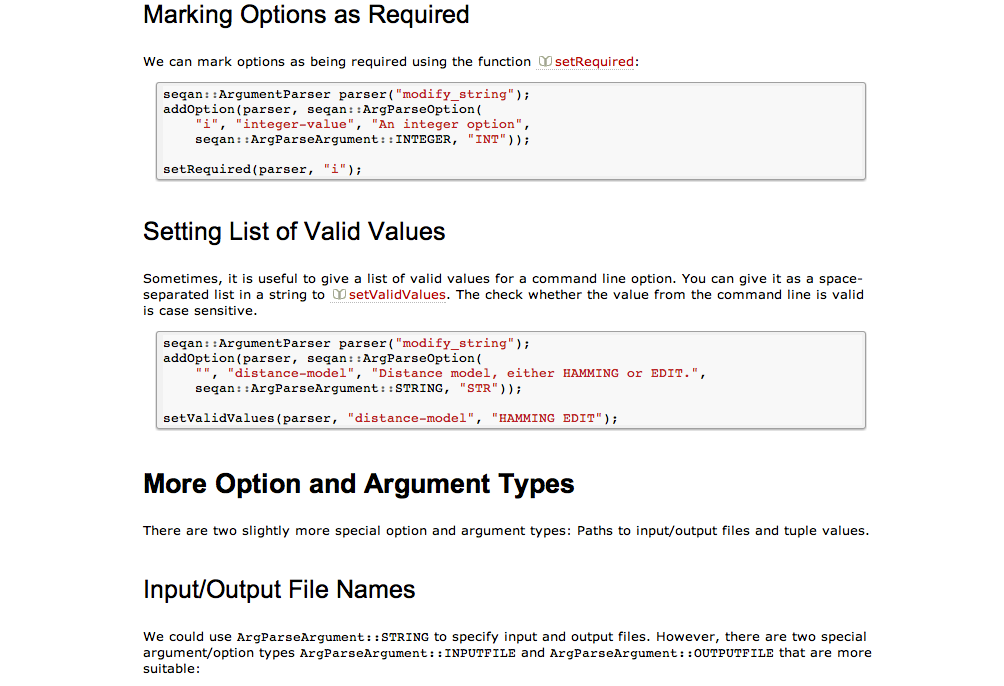 Marking Options as Required
We can mark options as being required using the function setRequired:
seqan::ArgumentParser parser("modify_string");
addOption(parser, seqan::ArgParseOption(
    "i", "integer-value", "An integer option",
    seqan::ArgParseArgument::INTEGER, "INT"));
setRequired(parser, "i");
Setting List of Valid Values
Sometimes, it is useful to give a list of valid values for a command line option. You can give it as a space-
separated list in a string to setValidValues. The check whether the value from the command line is valid
is case sensitive.
seqan::ArgumentParser parser("modify_string");
addOption(parser, seqan::ArgParseOption(
    "", "distance-model", "Distance model, either HAMMING or EDIT.",
    seqan::ArgParseArgument::STRING, "STR"));
setValidValues(parser, "distance-model", "HAMMING EDIT");
More Option and Argument Types
There are two slightly more special option and argument types: Paths to input/output files and tuple values.
Input/Output File Names
We could use ArgParseArgument::STRING to specify input and output files. However, there are two special
argument/option types ArgParseArgument::INPUTFILE and ArgParseArgument::OUTPUTFILE that are more
suitable: